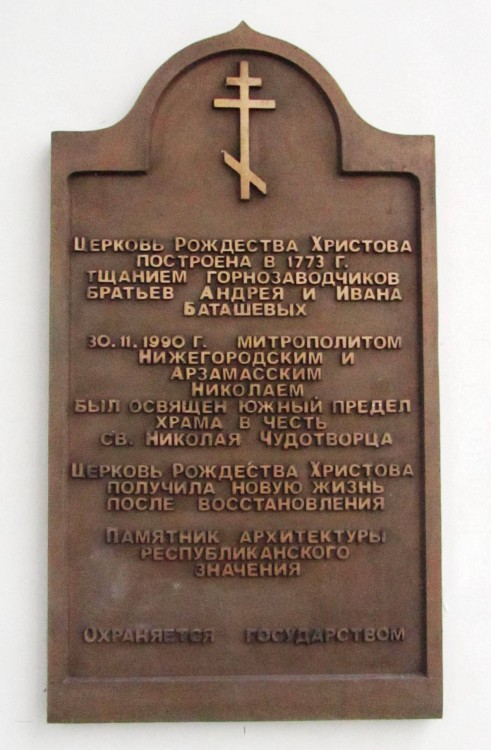 Церковь Рождества Христова
построена в 1773 г.
тщанием горнозаводчиков
братьев Андрея и Ивана
Баташевых
30.11.1990 г. митрополитом
Нижегородским и
Арзамасским
Николаем
был освящен южный предел
храма в честь
св. Николая Чудотворца
Церковь Рождества Христова
получила новую жизнь
после восстановления
Памятник архитектуры
республиканского
значения
Охраняется государством